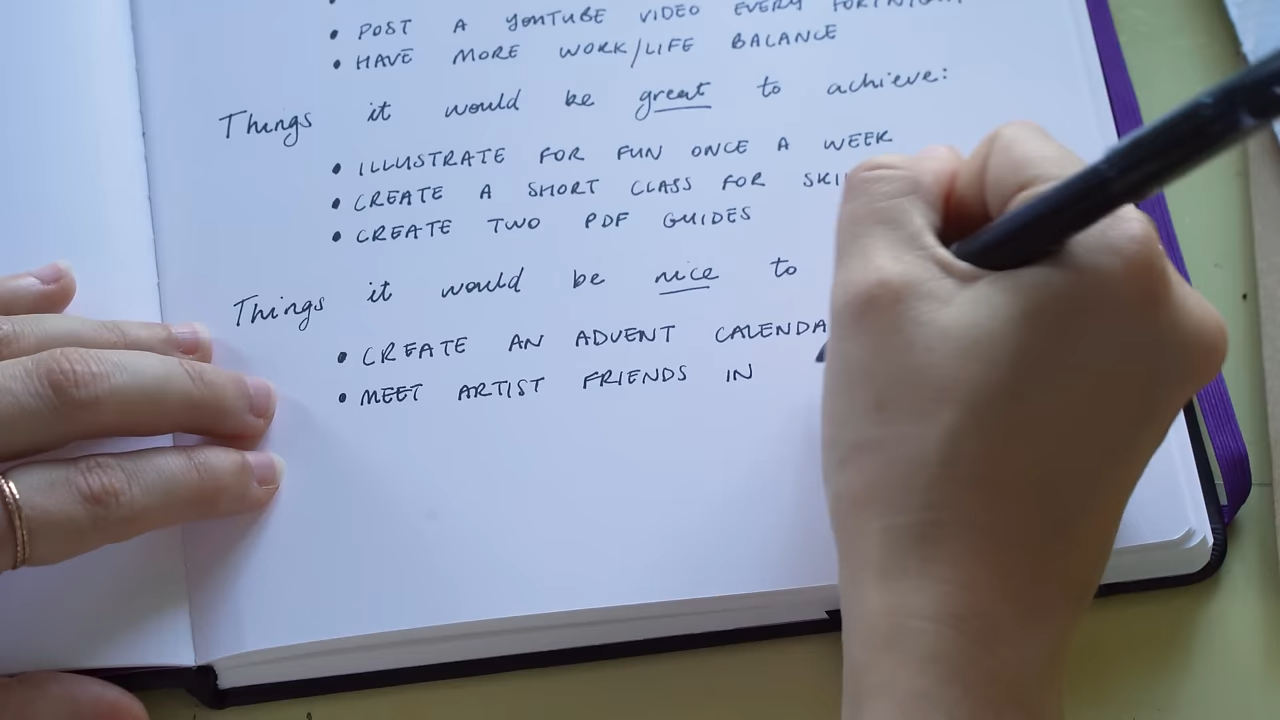 • POST A YOUTUBE VIDEO EVERY FORTNIGHT
• HAVE MORE WORK/LIFE BALANCE
Things it would be great to achieve:
• ILLUSTRATE FOR FUN ONCE A WEEK
• CREATE A SHORT CLASS FOR
• CREATE TWO PDF GUIDES
Things it would be nice to
• CREATE AN ADVENT
• MEET ARTIST FRIENDS IN